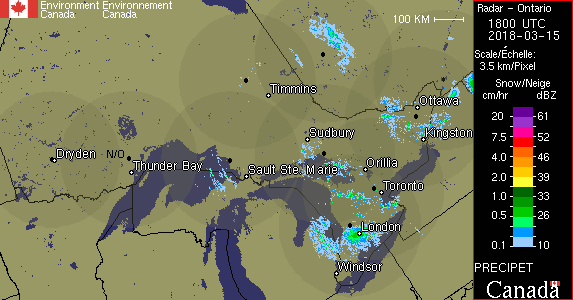 Environment Environnement
Canada Canada
Radar - Ontario
1800 UTC
2018-03-15
100 KM
Scale/Échelle:
3.5 km/Pixel
Snow/Neige
cm/hr dBZ
20 61
7.5 52
4.0 46
2.0 39
1.0 33
0.5 26
0.1 10
PRECIPET
Canada
Timmins
Ottawa
Kingston
Sudbury
Dryden
N/O
Thunder Bay
Sault Ste. Marie
Orillia
Toronto
London
Windsor